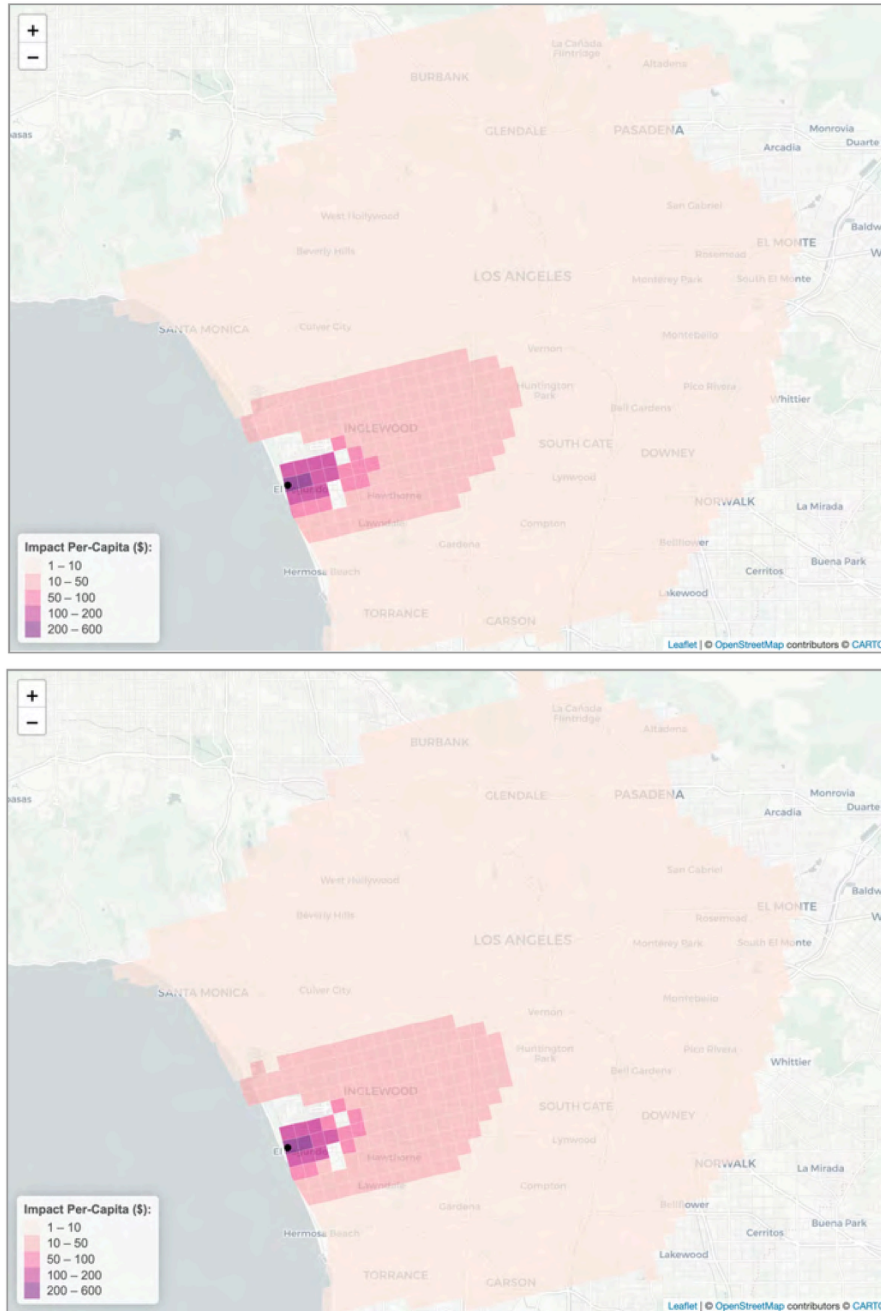 +
−
La Cañada
Flintridge
Altadena
BURBANK
GLENDALE
PASADENA
Monrovia
Duarte
Arcadia
asas
San Gabriel
West Hollywood
Baldw
EL MONTE
Beverly Hills
Rosemead
W
LOS ANGELES
Monterey Park
South El Monte
SANTA MONICA
Culver City
Montebello
Vernon
Huntington
Park
Pico Rivera
Whittier
Bell Gardens
INGLEWOOD
SOUTH GATE
DOWNEY
Lynwood
Hawthorne
NORWALK
La Mirada
Lawndale
Compton
Gardena
Bellflower
Buena Park
Cerritos
Hermosa Beach
Lakewood
TORRANCE
CARSON
Impact Per-Capita ($):
1 – 10
10 – 50
50 – 100
100 – 200
200 – 600
Leaflet | © OpenStreetMap contributors © CARTO
+
−
La Cañada
Flintridge
Altadena
BURBANK
GLENDALE
PASADENA
Monrovia
Duarte
Arcadia
asas
San Gabriel
West Hollywood
Baldw
EL MONTE
Beverly Hills
Rosemead
W
LOS ANGELES
Monterey Park
South El Monte
SANTA MONICA
Culver City
Montebello
Vernon
Huntington
Park
Pico Rivera
Whittier
Bell Gardens
INGLEWOOD
SOUTH GATE
DOWNEY
Lynwood
Hawthorne
NORWALK
La Mirada
Lawndale
Compton
Gardena
Bellflower
Buena Park
Cerritos
Hermosa Beach
Lakewood
TORRANCE
CARSON
Impact Per-Capita ($):
1 – 10
10 – 50
50 – 100
100 – 200
200 – 600
Leaflet | © OpenStreetMap contributors © CARTO